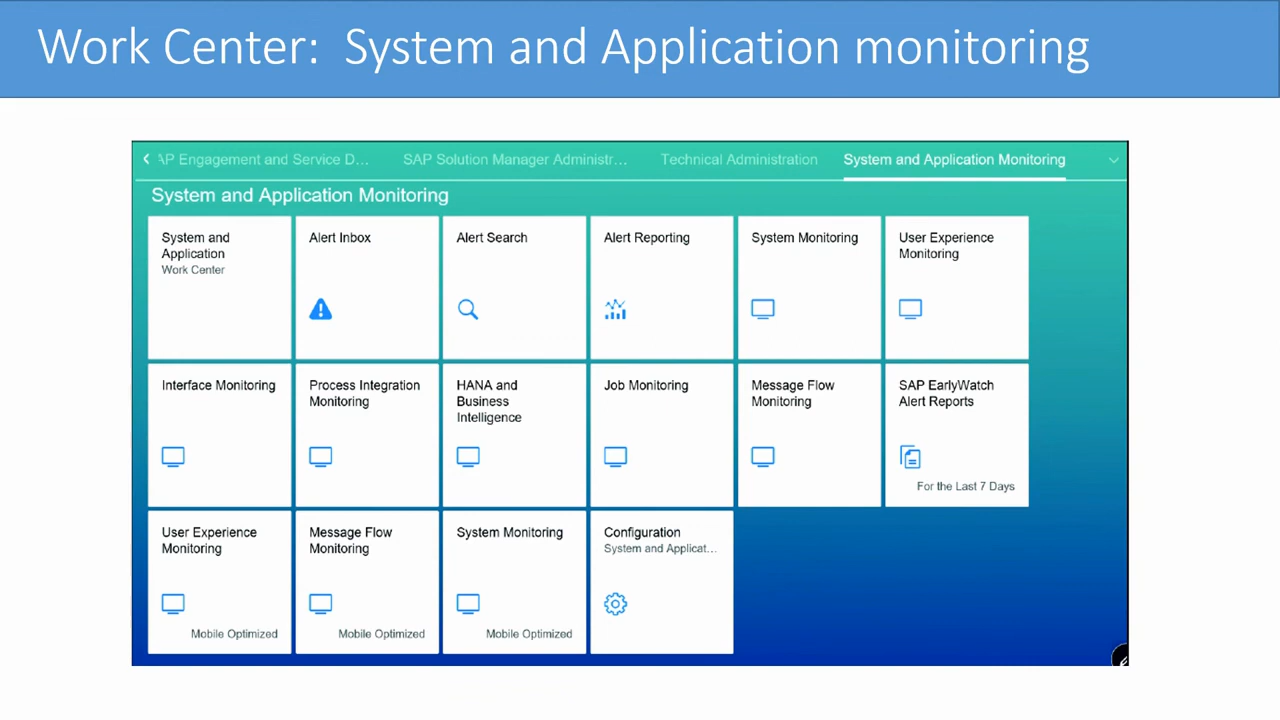 Work Center: System and Application monitoring
AP Engagement and Service D...
SAP Solution Manager Administr...
Technical Administration
System and Application Monitoring
System and Application Monitoring
System and
Application
Work Center
Alert Inbox
Alert Search
Alert Reporting
System Monitoring
User Experience
Monitoring
Interface Monitoring
Process Integration
Monitoring
HANA and
Business
Intelligence
Job Monitoring
Message Flow
Monitoring
SAP EarlyWatch
Alert Reports
For the Last 7 Days
User Experience
Monitoring
Mobile Optimized
Message Flow
Monitoring
Mobile Optimized
System Monitoring
Mobile Optimized
Configuration
System and Applicat...